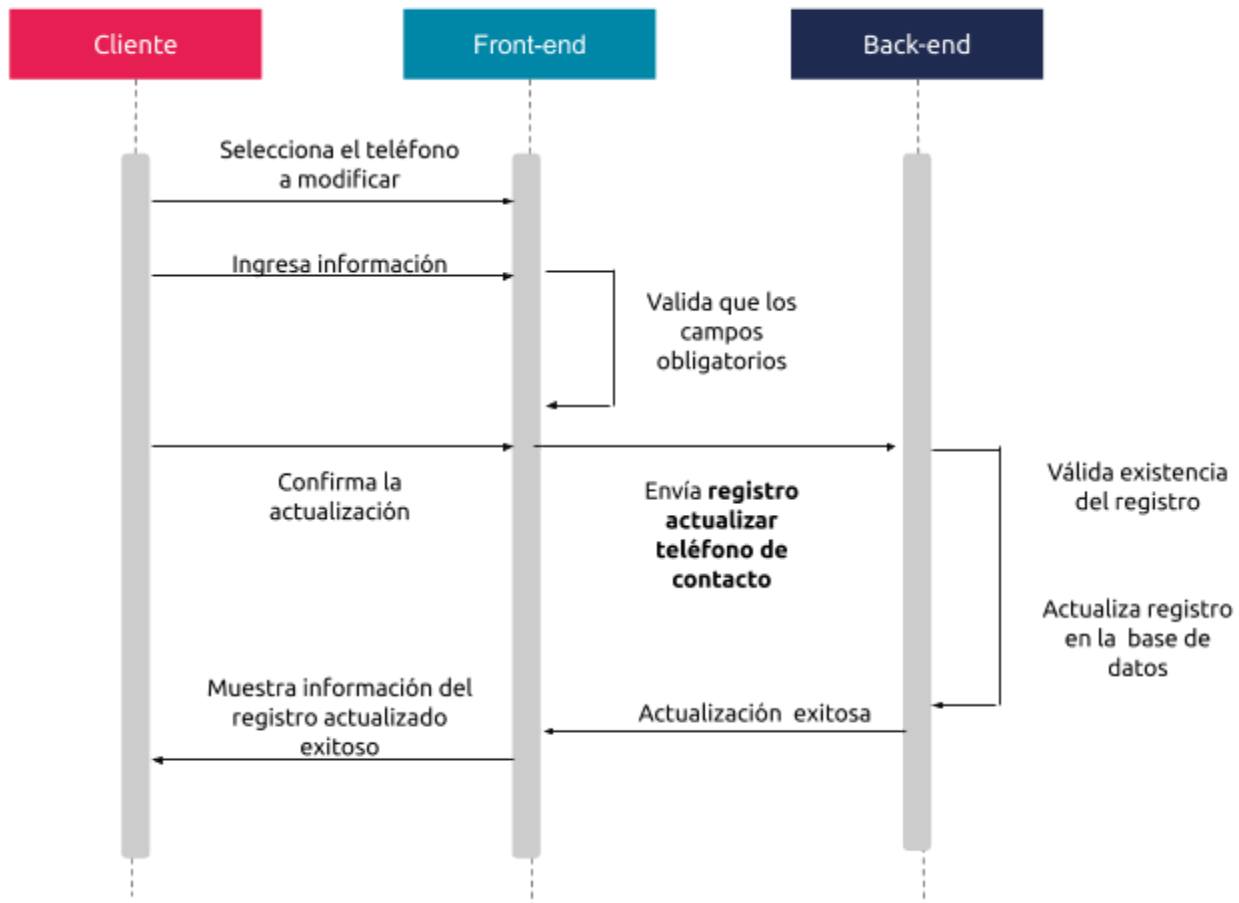 Cliente
Front-end
Back-end
Selecciona el teléfono
a modificar
Ingresa información
Valida que los
campos
obligatorios
Confirma la
actualización
Envía registro
actualizar
teléfono de
contacto
Válida existencia
del registro
Actualiza registro
en la base de
datos
Muestra información del
registro actualizado
exitoso
Actualización exitosa